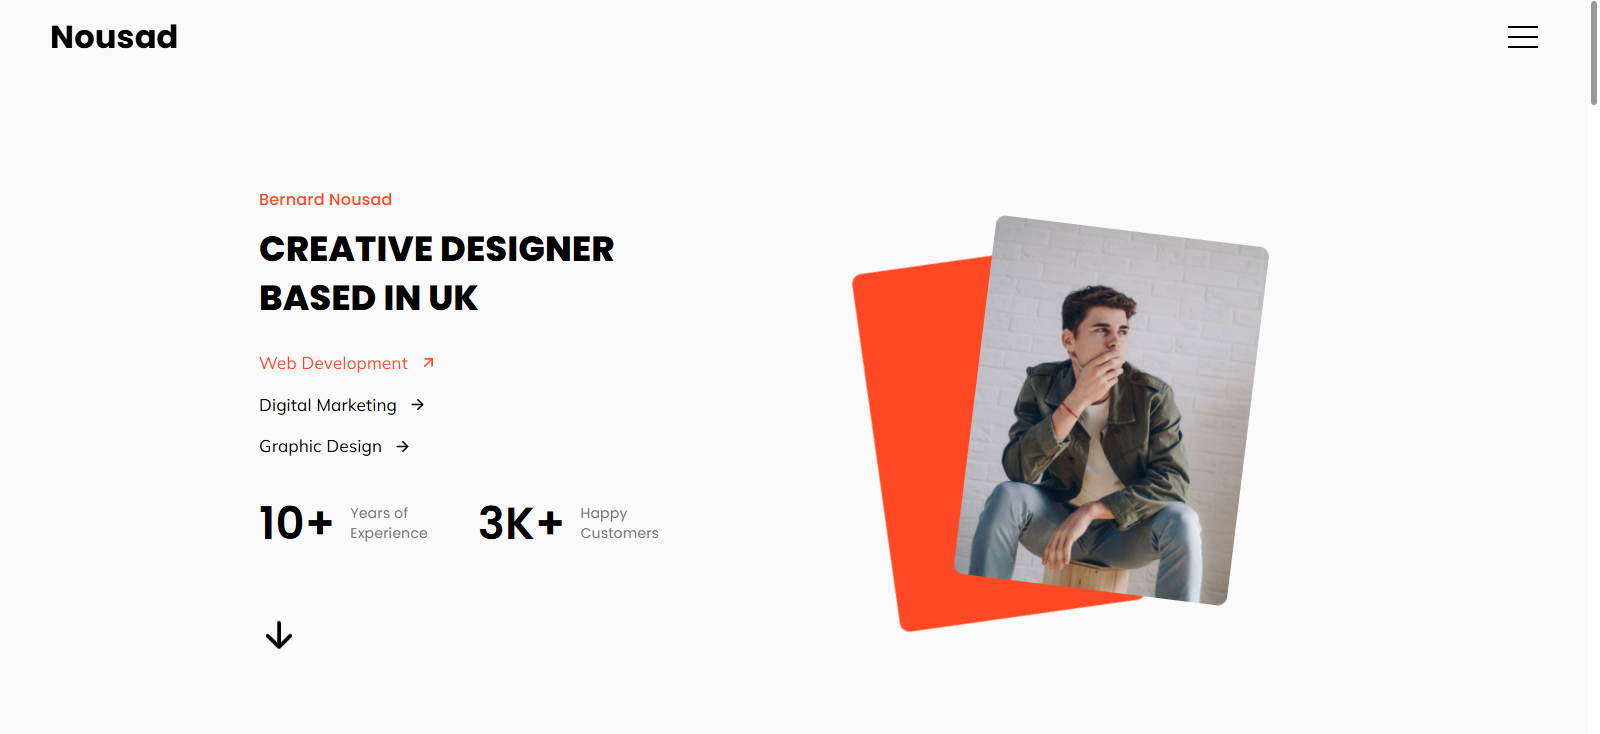 Nousad
Bernard Nousad
CREATIVE DESIGNER
BASED IN UK
Web Development
Digital Marketing
Graphic Design
10+
Years of
Experience
3K+
Happy
Customers